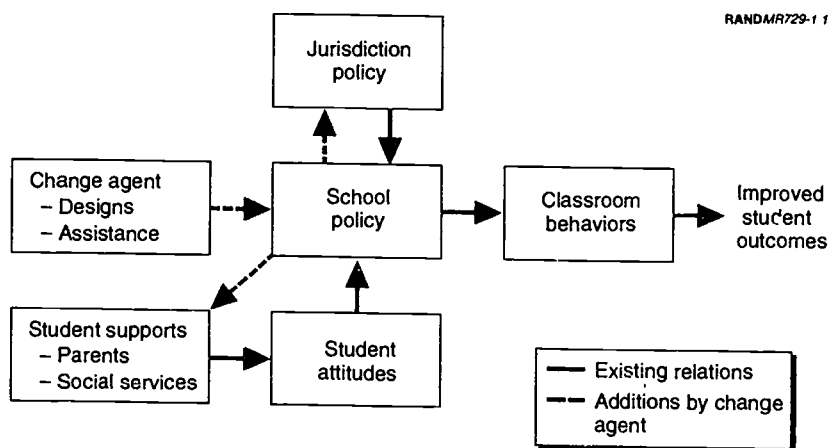 RANDMR729-1 1
Jurisdiction
policy
Change agent
– Designs
– Assistance
School
policy
Classroom
behaviors
Improved
student
outcomes
Student supports
– Parents
– Social services
Student
attitudes
Existing relations
Additions by change
agent